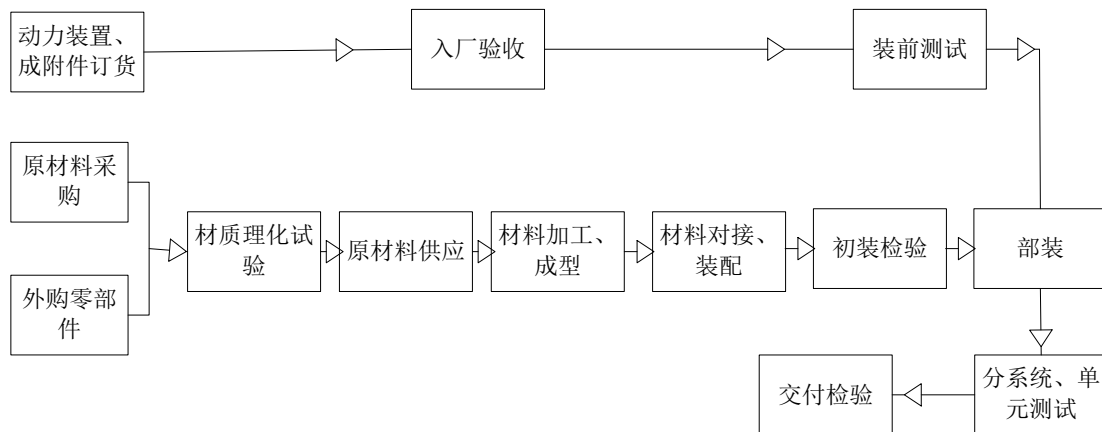 动力装置、
成附件订货
入厂验收
装前测试
原材料采
购
外购零部
件
材质理化试
验
原材料供应
材料加工、
成型
材料对接、
装配
初装检验
部装
分系统、单
元测试
交付检验